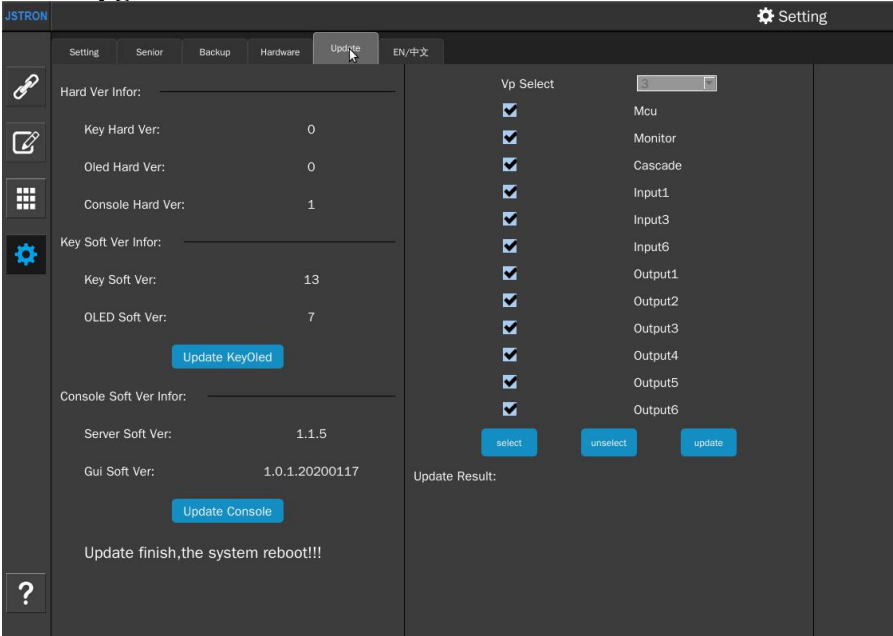 JSTRON
Setting
Setting Senior Backup Hardware Update EN/中文
Hard Ver Infor:
Key Hard Ver: 0
Oled Hard Ver: 0
Console Hard Ver: 1
Key Soft Ver Infor:
Key Soft Ver: 13
OLED Soft Ver: 7
Update KeyOled
Console Soft Ver Infor:
Server Soft Ver: 1.1.5
Gui Soft Ver: 1.0.1.20200117
Update Console
Update finish,the system reboot!!!
?
Vp Select 3
Mcu
Monitor
Cascade
Input1
Input3
Input6
Output1
Output2
Output3
Output4
Output5
Output6
select unselect update
Update Result: